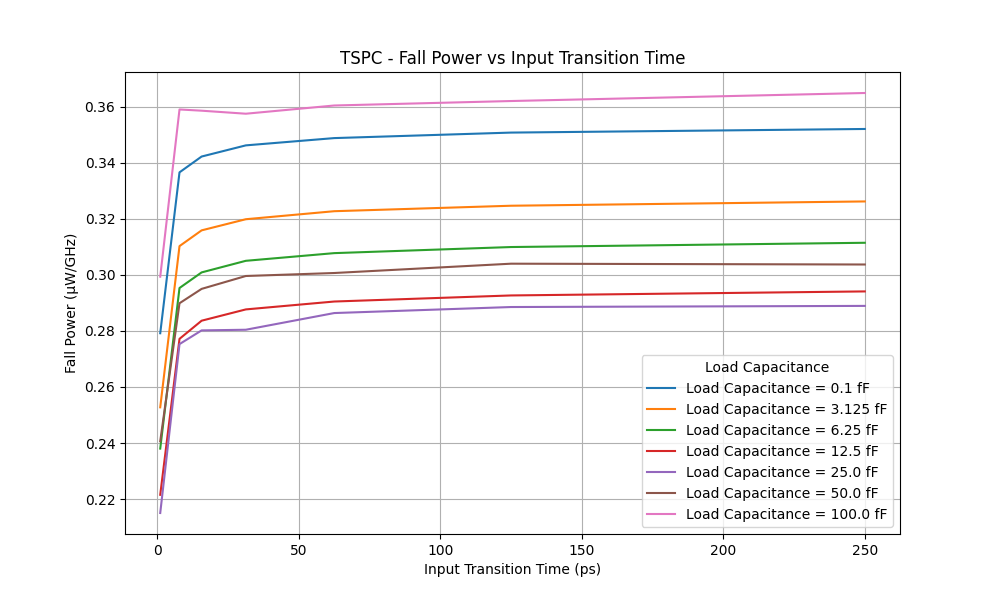 TSPC - Fall Power vs Input Transition Time
Fall Power (μW/GHz)
0.36
0.34
0.32
0.30
0.28
0.26
0.24
0.22
Load Capacitance
Load Capacitance = 0.1 fF
Load Capacitance = 3.125 fF
Load Capacitance = 6.25 fF
Load Capacitance = 12.5 fF
Load Capacitance = 25.0 fF
Load Capacitance = 50.0 fF
Load Capacitance = 100.0 fF
0 50 100 150 200 250
Input Transition Time (ps)